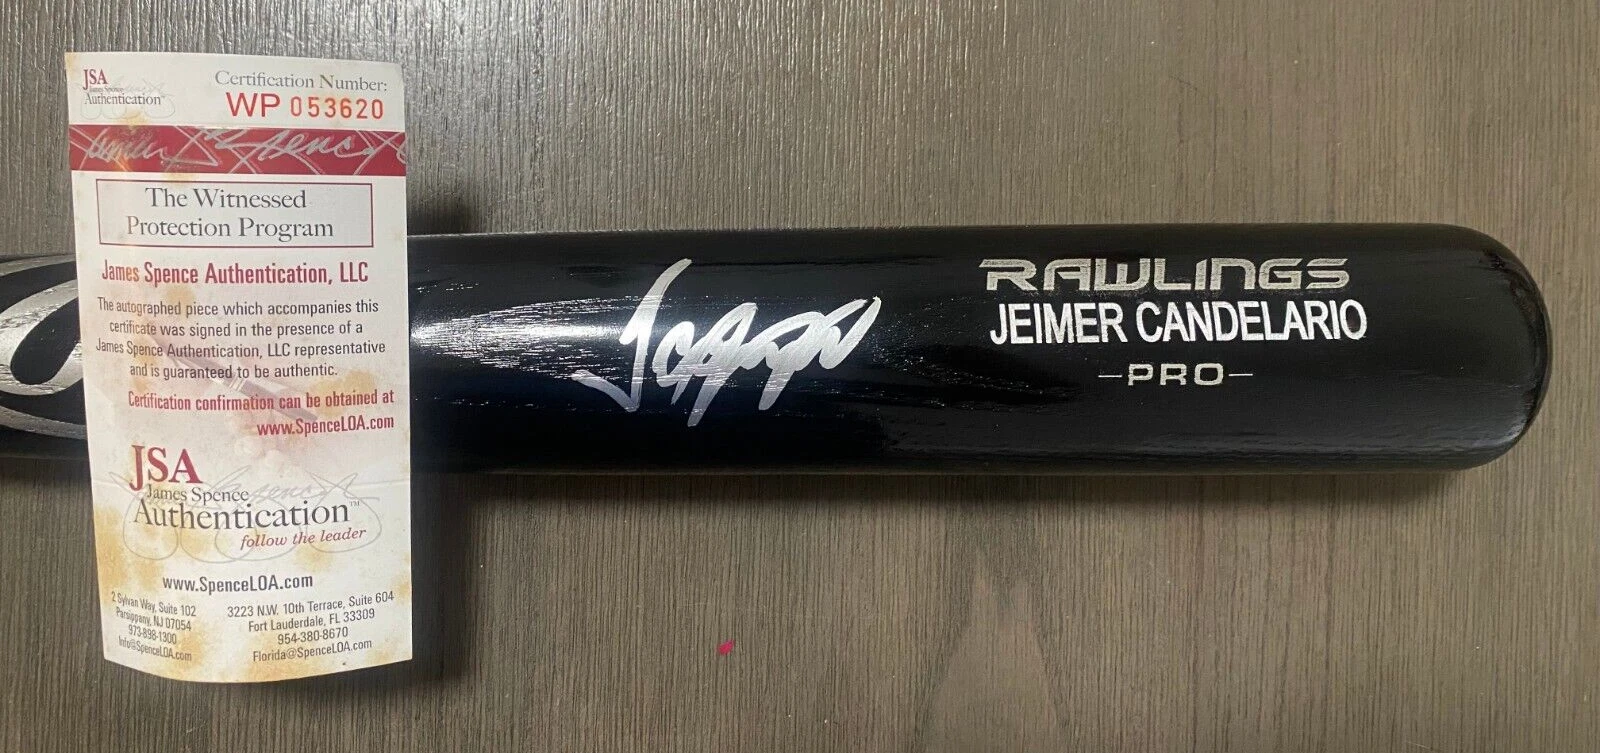 JSA
James Spence
Authentication™
Certification Number:
WP 053620
The Witnessed
Protection Program
James Spence Authentication, LLC
The autographed piece which accompanies this
certificate was signed in the presence of a
James Spence Authentication, LLC representative
and is guaranteed to be authentic.
Certification confirmation can be obtained at
www.SpenceLOA.com
JSA
James Spence
Authentication™
follow the leader
www.SpenceLOA.com
2 Sylvan Way, Suite 102
Parsippany, NJ 07054
973-898-1300
Info@SpenceLOA.com
3223 N.W. 10th Terrace, Suite 604
Fort Lauderdale, FL 33309
954-380-8670
Florida@SpenceLOA.com
RAWLINGS
JEIMER CANDELARIO
-PRO-